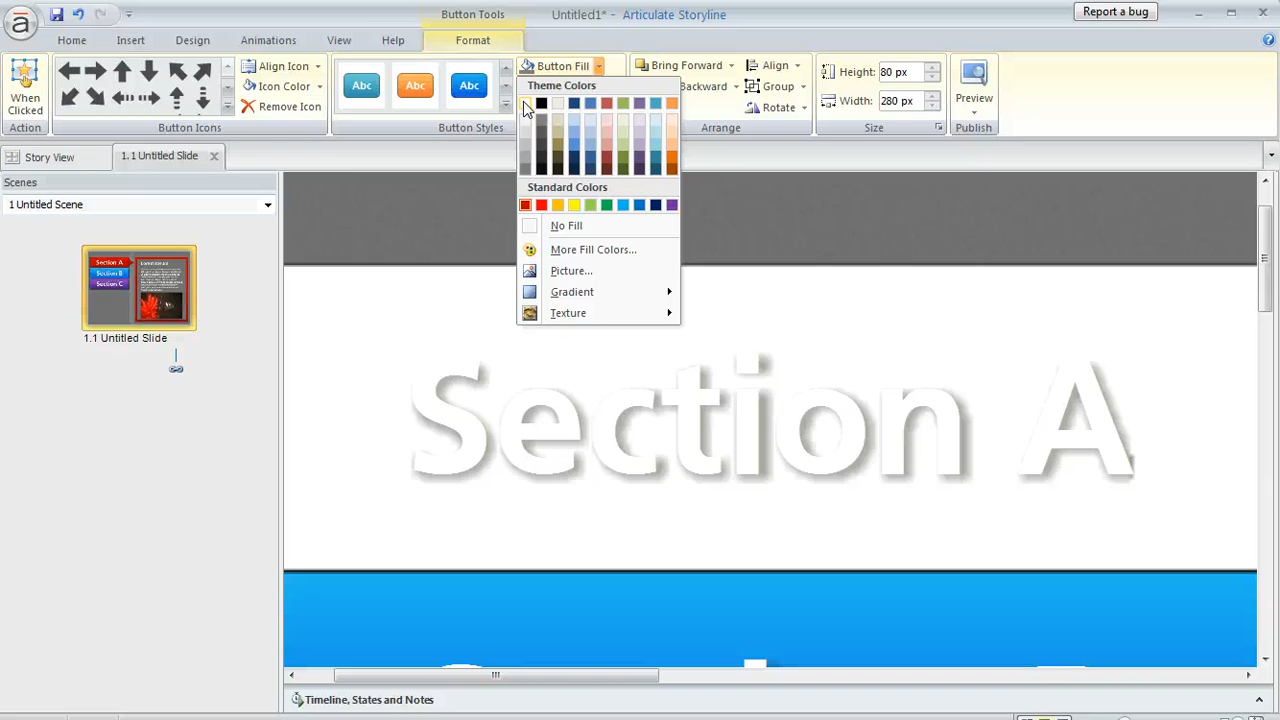 Button Tools
Untitled1* - Articulate Storyline
Report a bug
Home
Insert
Design
Animations
View
Help
Format
When
Clicked
Action
Align Icon
Icon Color
Remove Icon
Button Icons
Abc
Abc
Abc
Button Styles
Button Fill
Bring Forward
Backward
Align
Group
Rotate
Arrange
Height: 80 px
Width: 280 px
Size
Preview
Publish
Theme Colors
Standard Colors
No Fill
More Fill Colors...
Picture...
Gradient
Texture
Story View
1.1 Untitled Slide
Scenes
1 Untitled Scene
Section A
Section B
Section C
1.1 Untitled Slide
Section A
Timeline, States and Notes